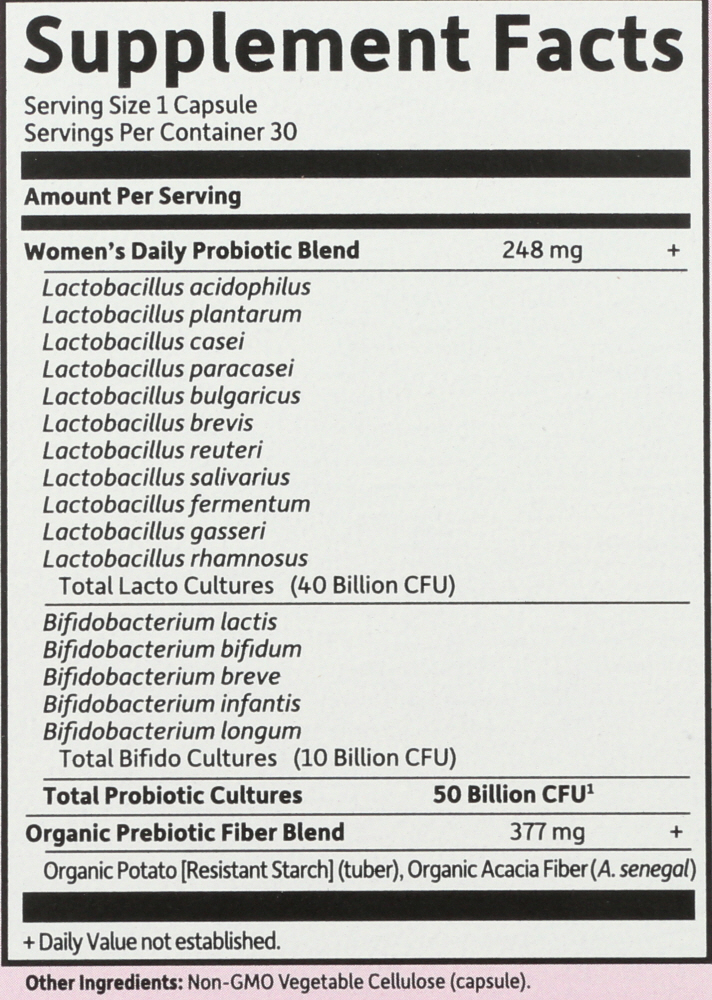 Supplement Facts
Serving Size 1 Capsule
Servings Per Container 30
Amount Per Serving
Women's Daily Probiotic Blend 248 mg +
Lactobacillus acidophilus
Lactobacillus plantarum
Lactobacillus casei
Lactobacillus paracasei
Lactobacillus bulgaricus
Lactobacillus brevis
Lactobacillus reuteri
Lactobacillus salivarius
Lactobacillus fermentum
Lactobacillus gasseri
Lactobacillus rhamnosus
Total Lacto Cultures (40 Billion CFU)
Bifidobacterium lactis
Bifidobacterium bifidum
Bifidobacterium breve
Bifidobacterium infantis
Bifidobacterium longum
Total Bifido Cultures (10 Billion CFU)
Total Probiotic Cultures 50 Billion CFU¹
Organic Prebiotic Fiber Blend 377 mg +
Organic Potato [Resistant Starch] (tuber), Organic Acacia Fiber (A. senegal)
+ Daily Value not established.
Other Ingredients: Non-GMO Vegetable Cellulose (capsule).